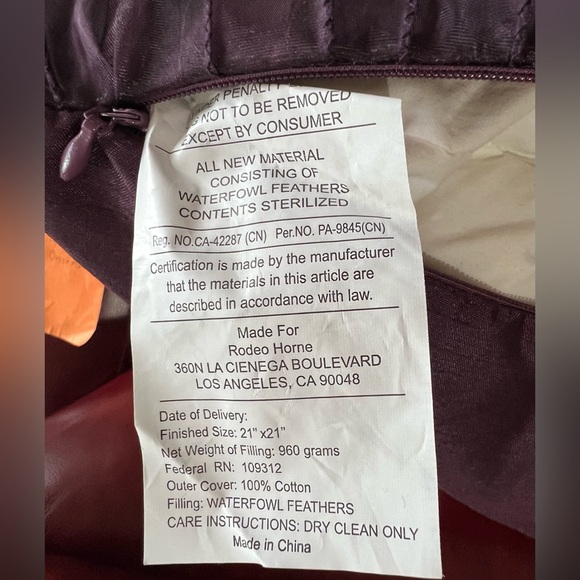 PENALTY
NOT TO BE REMOVED
EXCEPT BY CONSUMER
ALL NEW MATERIAL
CONSISTING OF
WATERFOWL FEATHERS
CONTENTS STERILIZED
Reg. NO.CA-42287 (CN) Per.NO. PA-9845(CN)
Certification is made by the manufacturer
that the materials in this article are
described in accordance with law.
Made For
Rodeo Horne
360N LA CIENEGA BOULEVARD
LOS ANGELES, CA 90048
Date of Delivery:
Finished Size: 21" x21"
Net Weight of Filling: 960 grams
Federal RN: 109312
Outer Cover: 100% Cotton
Filling: WATERFOWL FEATHERS
CARE INSTRUCTIONS: DRY CLEAN ONLY
Made in China